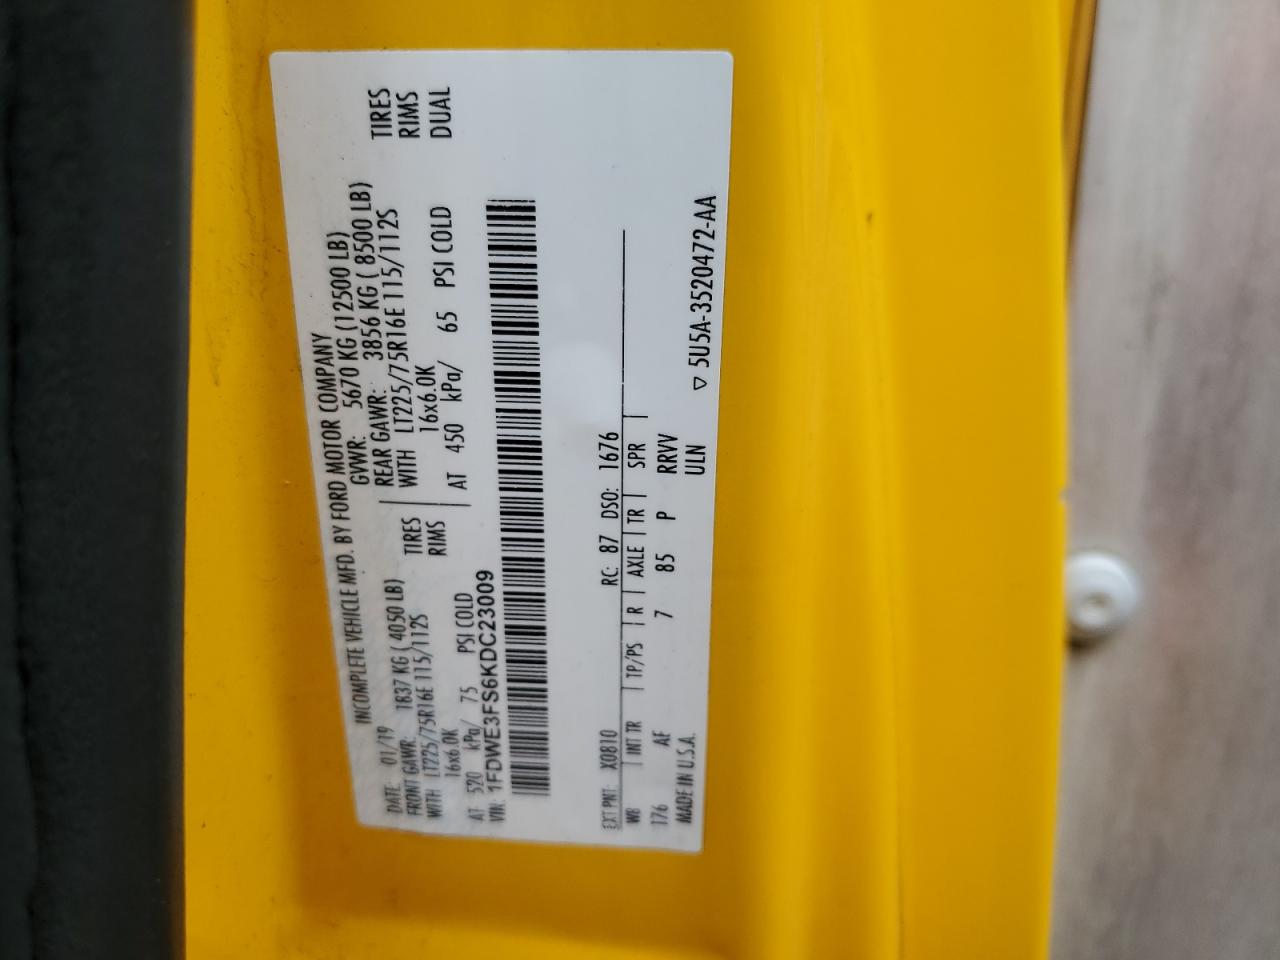 INCOMPLETE VEHICLE MFD. BY FORD MOTOR COMPANY
DATE: 01/19 GVWR: 5670 KG (12500 LB)
FRONT GAWR: 1837 KG ( 4050 LB) REAR GAWR: 3856 KG ( 8500 LB)
WITH LT225/75R16E 115/112S TIRES WITH LT225/75R16E 115/112S TIRES
16x6.0K RIMS 16x6.0K RIMS
AT 520 kPa/ 75 PSI COLD AT 450 kPa/ 65 PSI COLD DUAL
VIN: 1FDWE3FS6KDC23009
EXT PNT: X0810 RC: 87 DSO: 1676
WB INT TR TP/PS R AXLE TR SPR
176 AF 7 85 P RRVV
MADE IN U.S.A. ULN ▽ 5U5A-3520472-AA